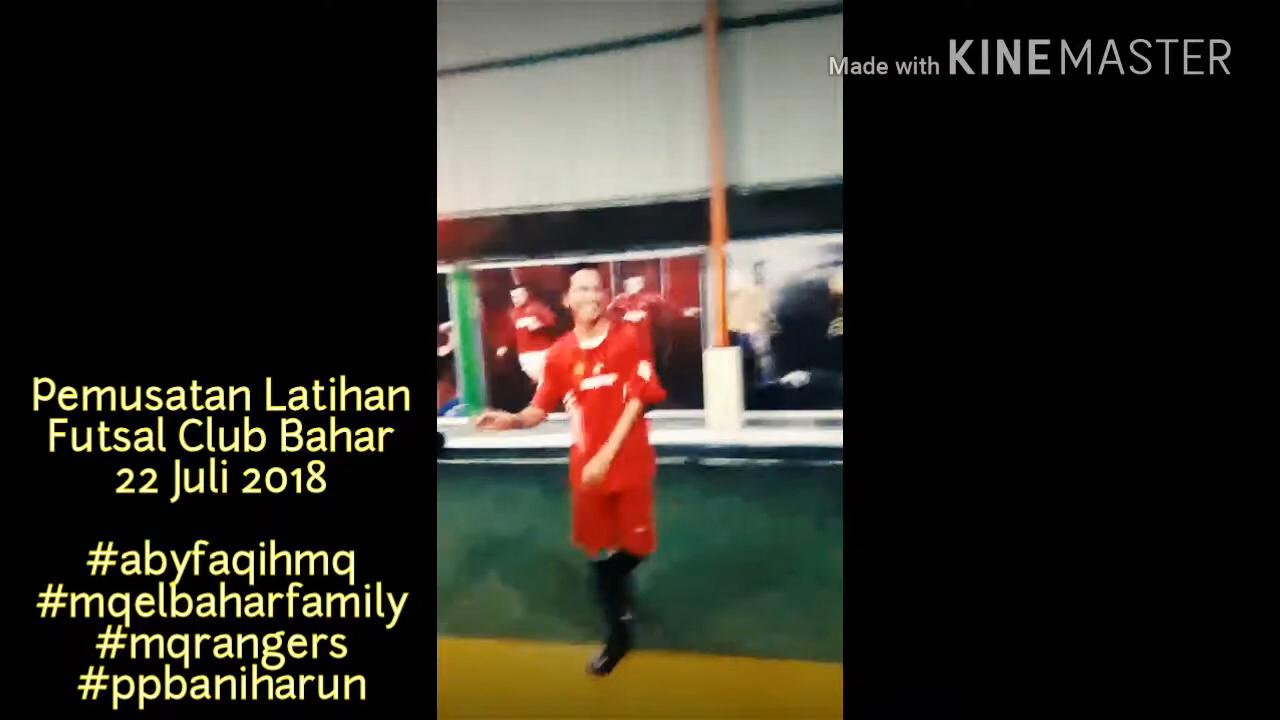 Made with KINEMASTER
Pemusatan Latihan
Futsal Club Bahar
22 Juli 2018
#abyfaqihmq
#mqelbaharfamily
#mqrangers
#ppbaniharun